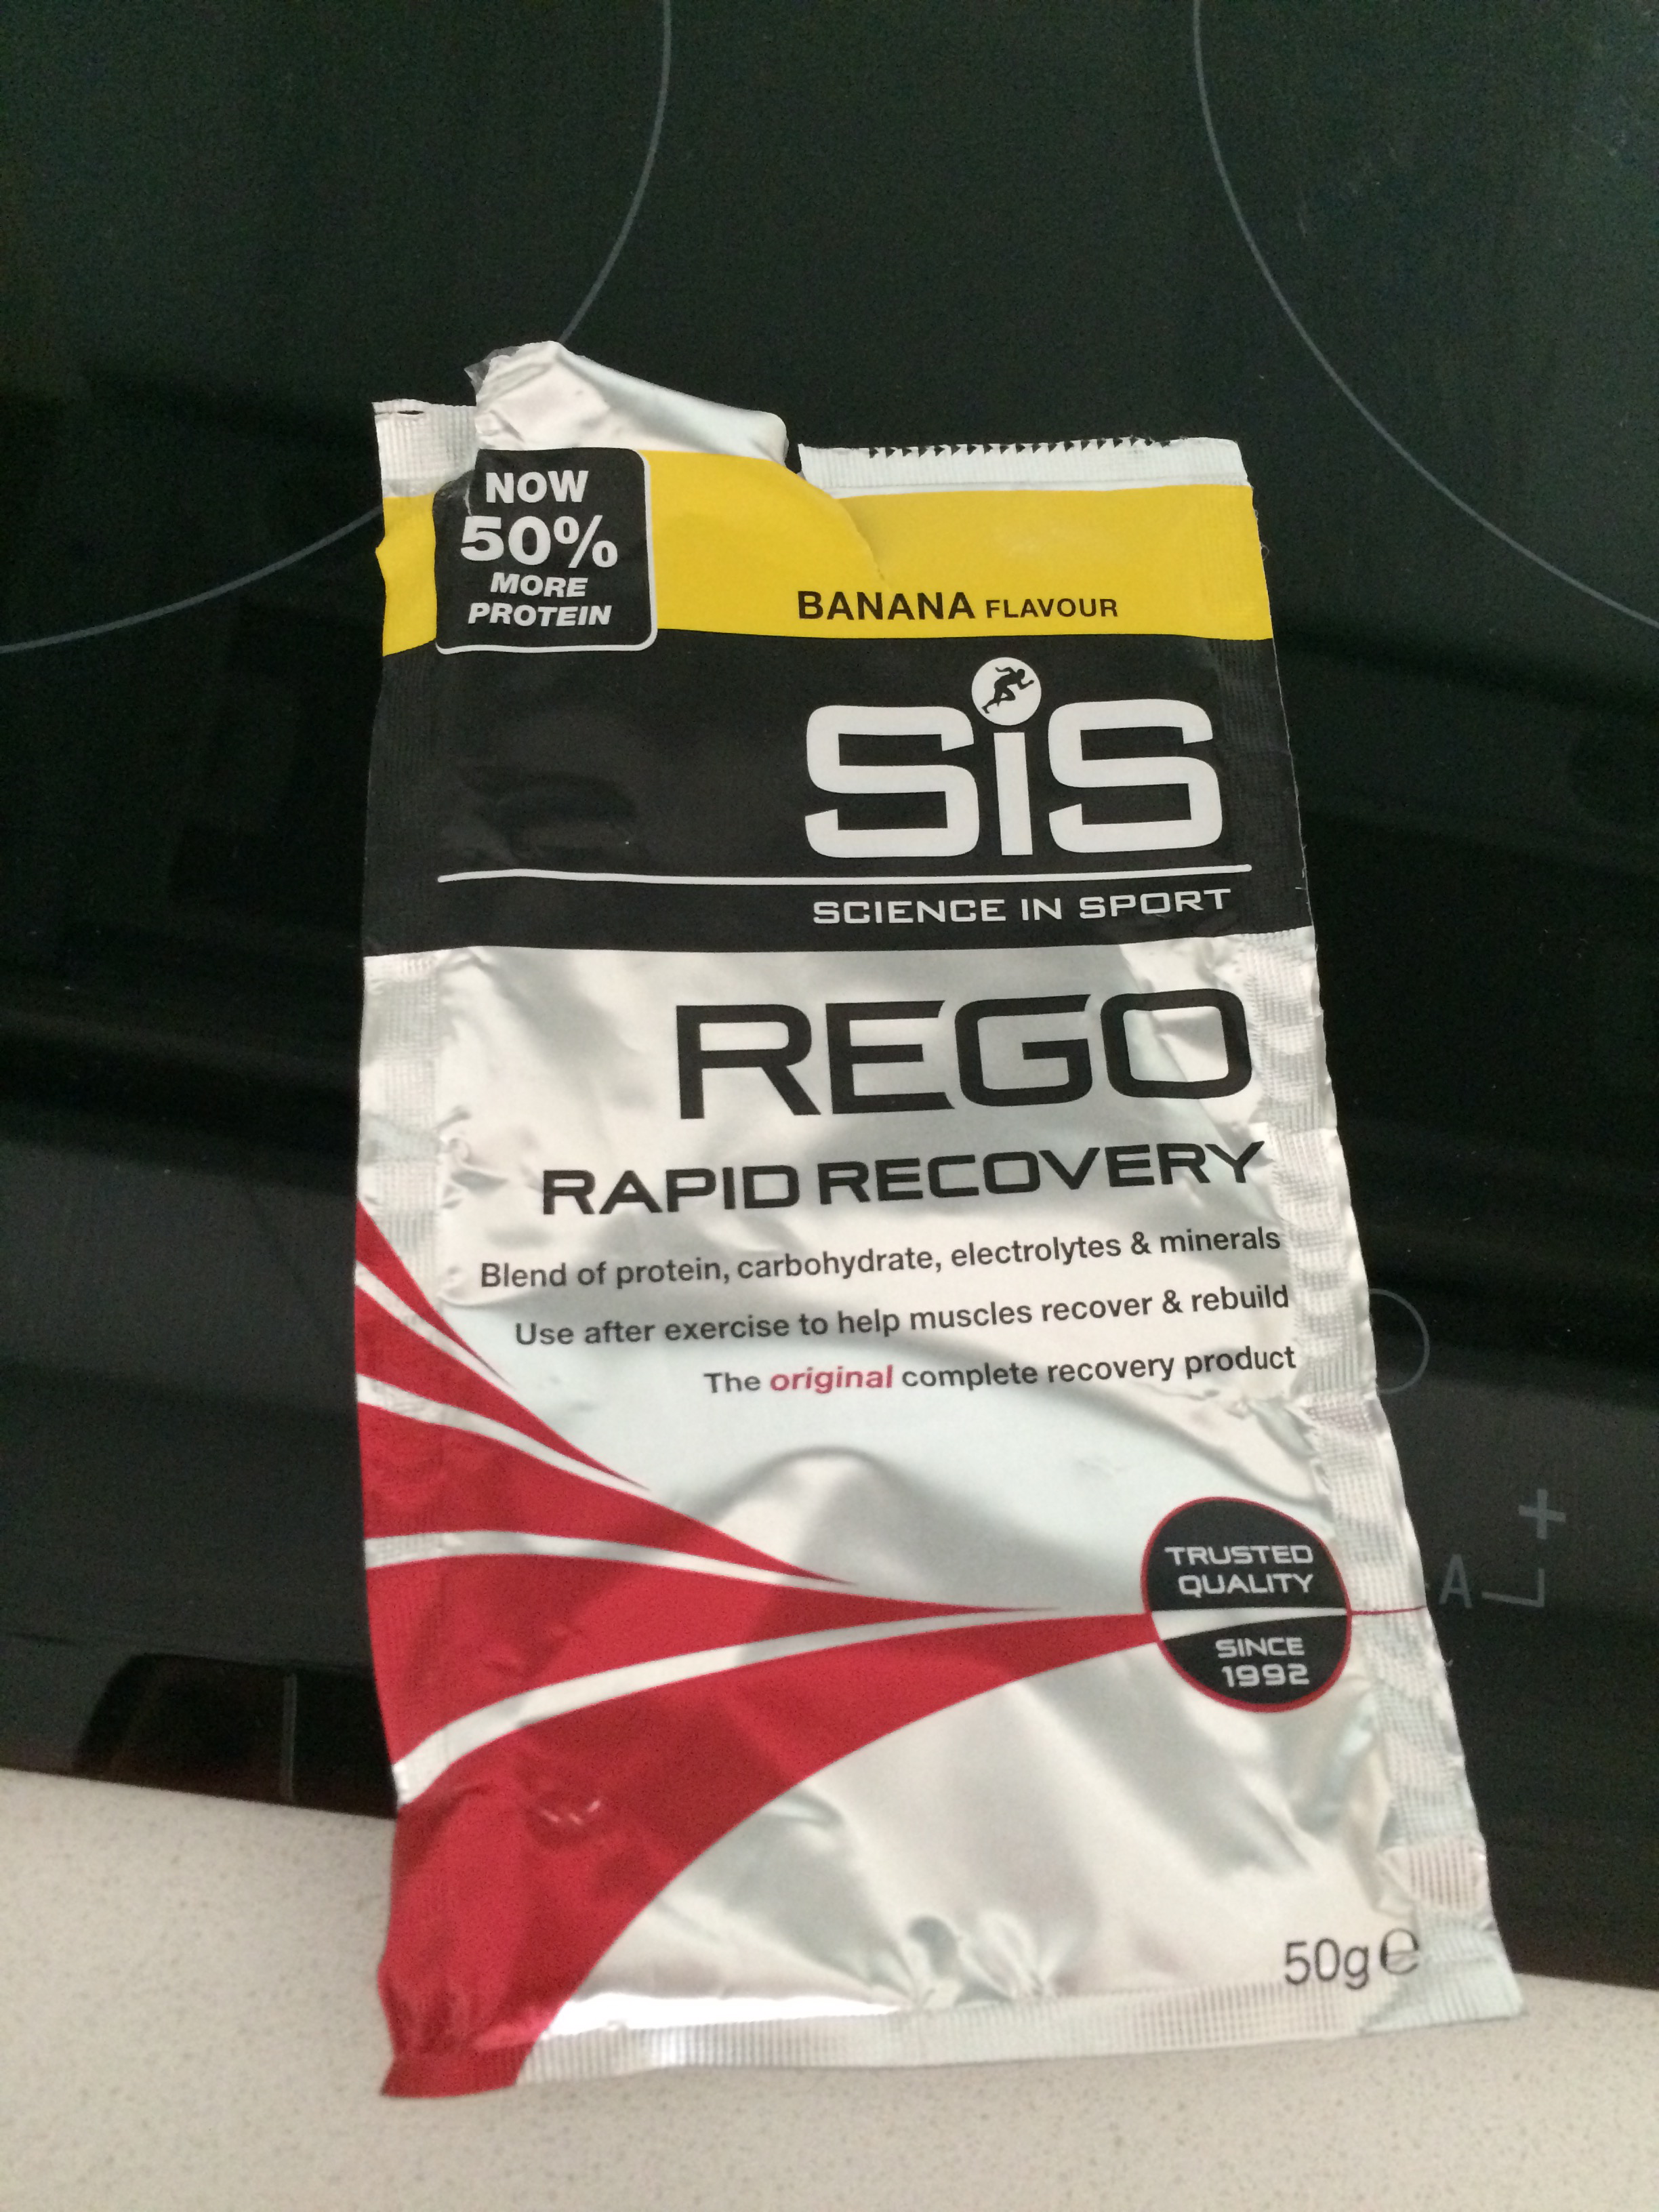 NOW
50%
MORE
PROTEIN
BANANA FLAVOUR
SiS
SCIENCE IN SPORT
REGO
RAPID RECOVERY
Blend of protein, carbohydrate, electrolytes & minerals
Use after exercise to help muscles recover & rebuild
The original complete recovery product
TRUSTED
QUALITY
SINCE
1992
50g℮
+
A